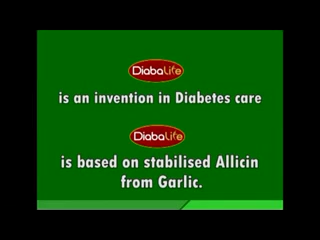 DiabaLife
is an invention in Diabetes care
DiabaLife
is based on stabilised Allicin
from Garlic.